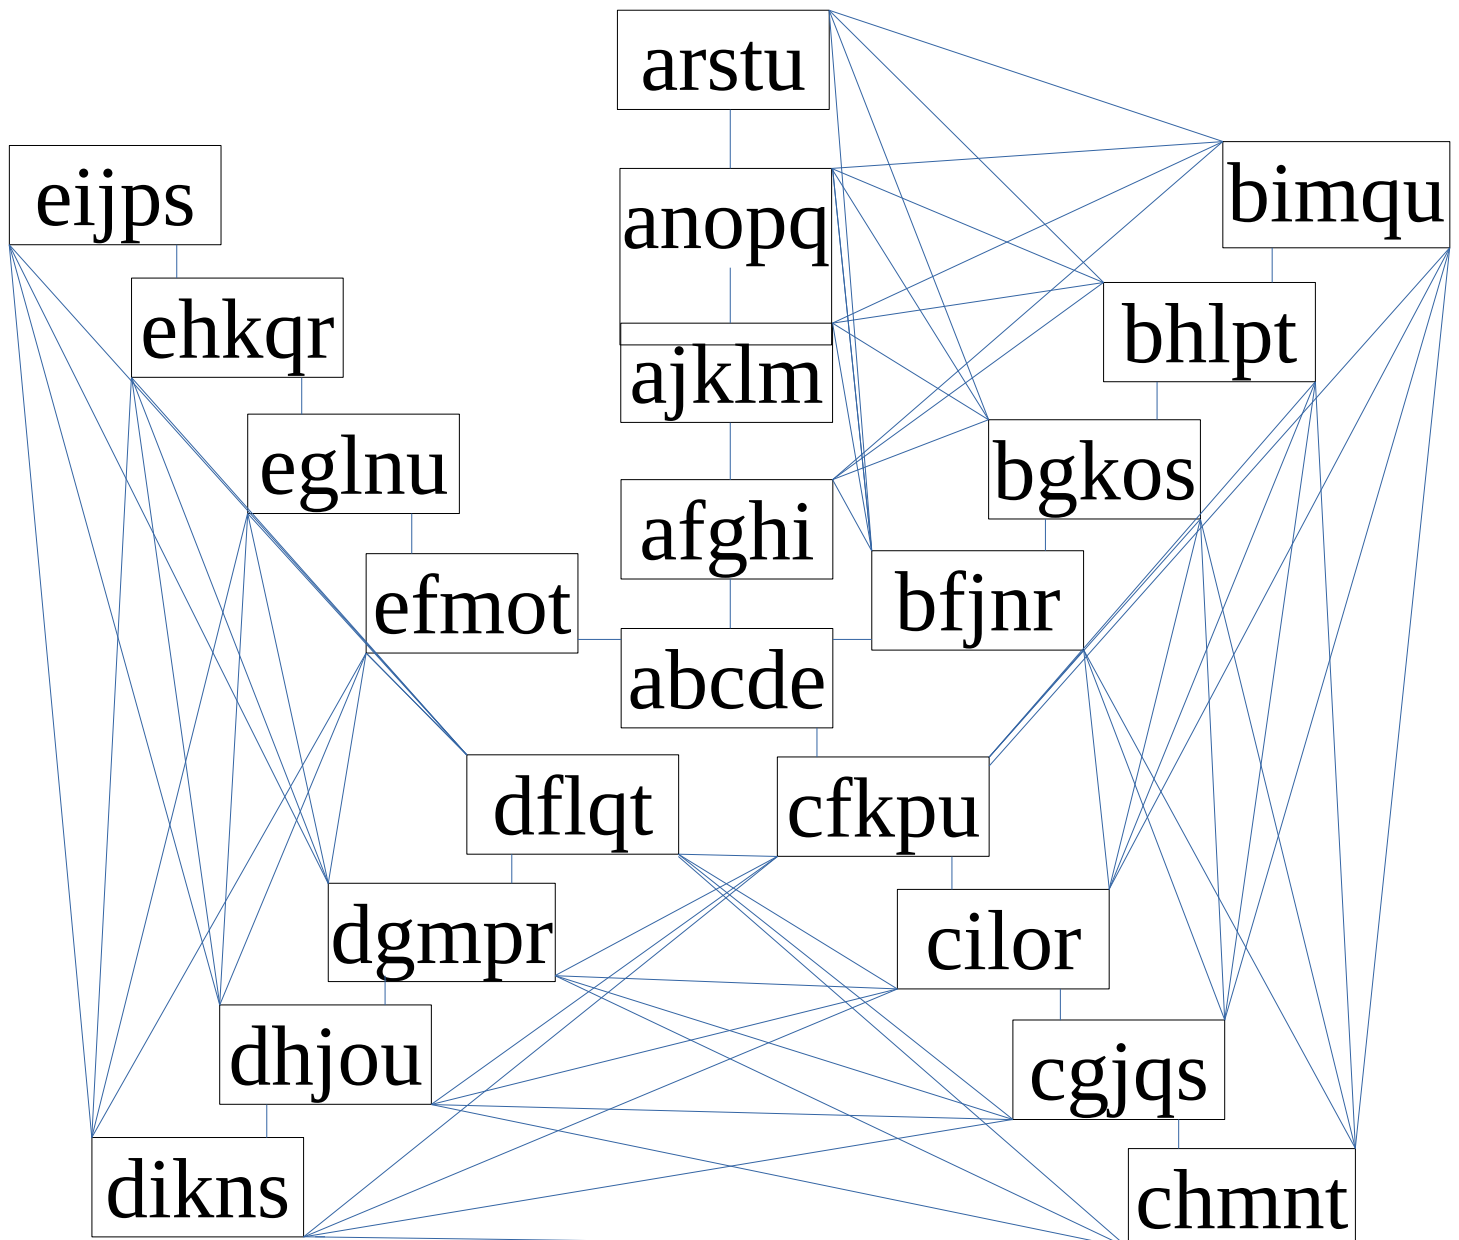 arstu
eijps
bimqu
anopq
ehkqr
bhlpt
ajklm
eglnu
bgkos
afghi
efmot
bfjnr
abcde
dflqt
cfkpu
dgmpr
cilor
dhjou
cgjqs
dikns
chmnt